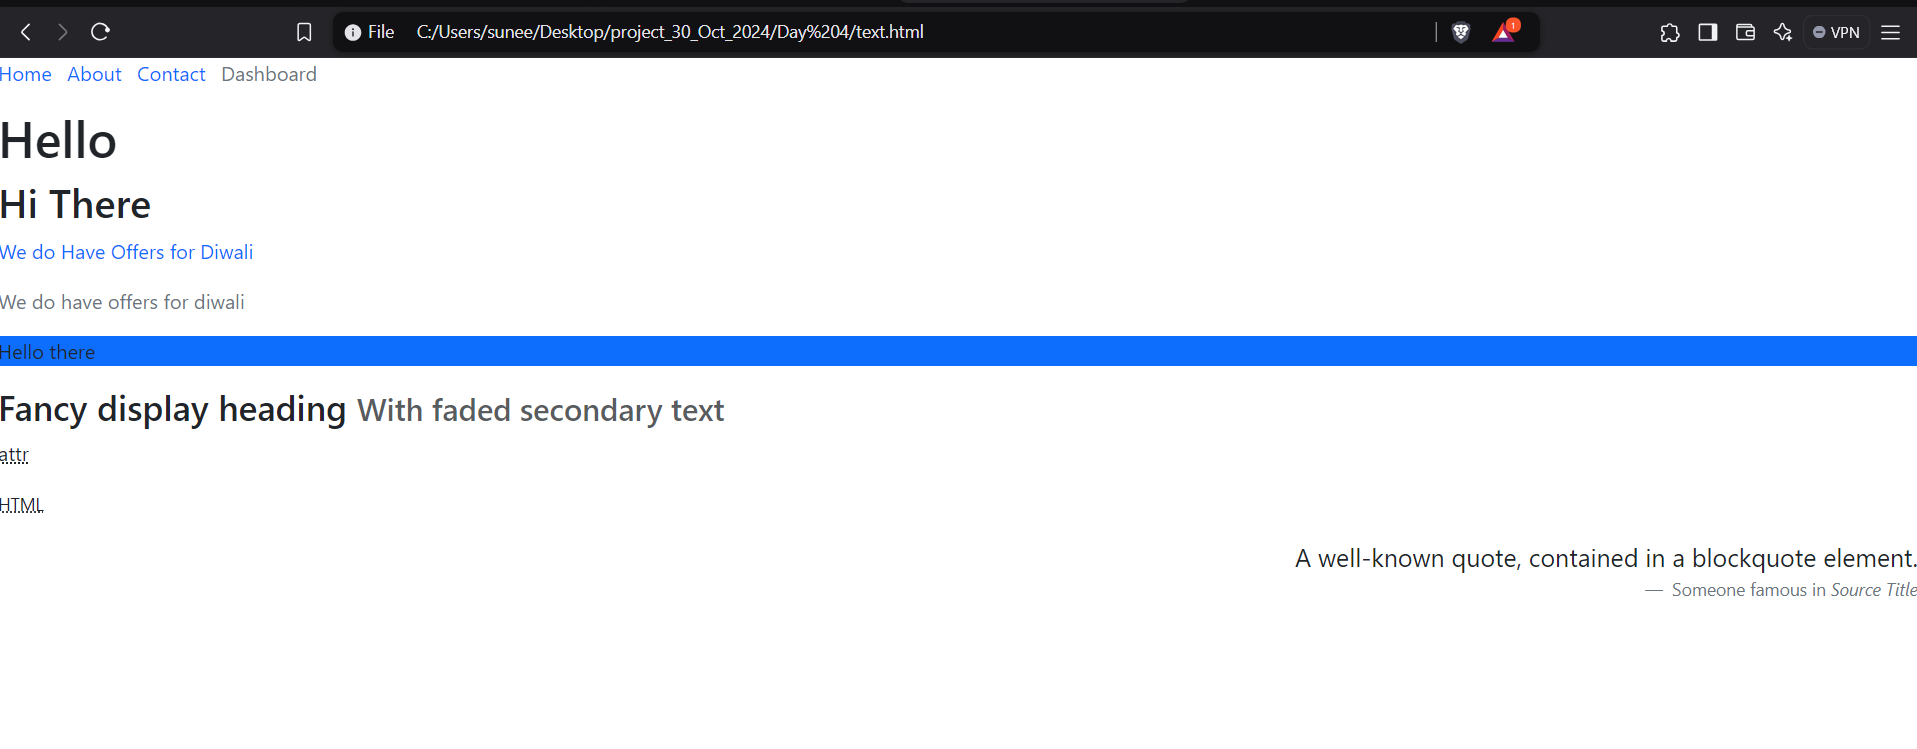 File C:/Users/sunee/Desktop/project_30_Oct_2024/Day%204/text.html 1 VPN
Home About Contact Dashboard
Hello
Hi There
We do Have Offers for Diwali
We do have offers for diwali
Hello there
Fancy display heading With faded secondary text
attr
HTML
A well-known quote, contained in a blockquote element.
— Someone famous in Source Title